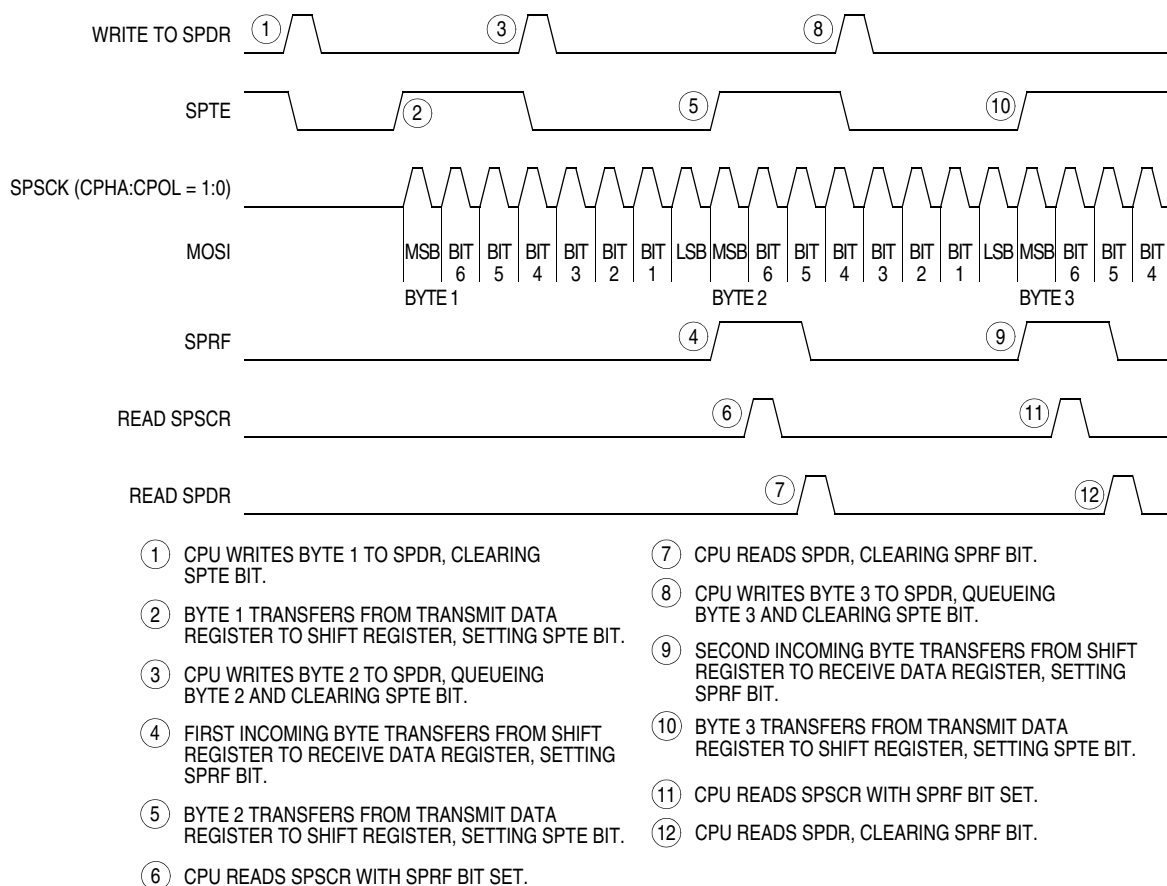 WRITE TO SPDR 1 3 8
SPTE 2 5 10
SPSCK (CPHA:CPOL = 1:0)
MOSI MSB BIT 6 BIT 5 BIT 4 BIT 3 BIT 2 BIT 1 LSB MSB BIT 6 BIT 5 BIT 4 BIT 3 BIT 2 BIT 1 LSB MSB BIT 6 BIT 5 BIT 4
BYTE 1 BYTE 2 BYTE 3
SPRF 4 9
READ SPSCR 6 11
READ SPDR 7 12
1 CPU WRITES BYTE 1 TO SPDR, CLEARING
SPTE BIT.
2 BYTE 1 TRANSFERS FROM TRANSMIT DATA
REGISTER TO SHIFT REGISTER, SETTING SPTE BIT.
3 CPU WRITES BYTE 2 TO SPDR, QUEUEING
BYTE 2 AND CLEARING SPTE BIT.
4 FIRST INCOMING BYTE TRANSFERS FROM SHIFT
REGISTER TO RECEIVE DATA REGISTER, SETTING
SPRF BIT.
5 BYTE 2 TRANSFERS FROM TRANSMIT DATA
REGISTER TO SHIFT REGISTER, SETTING SPTE BIT.
6 CPU READS SPSCR WITH SPRF BIT SET.
7 CPU READS SPDR, CLEARING SPRF BIT.
8 CPU WRITES BYTE 3 TO SPDR, QUEUEING
BYTE 3 AND CLEARING SPTE BIT.
9 SECOND INCOMING BYTE TRANSFERS FROM SHIFT
REGISTER TO RECEIVE DATA REGISTER, SETTING
SPRF BIT.
10 BYTE 3 TRANSFERS FROM TRANSMIT DATA
REGISTER TO SHIFT REGISTER, SETTING SPTE BIT.
11 CPU READS SPSCR WITH SPRF BIT SET.
12 CPU READS SPDR, CLEARING SPRF BIT.